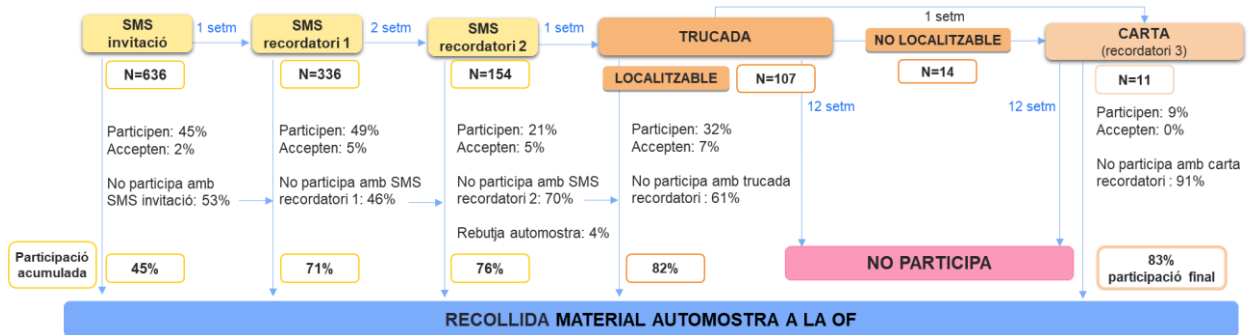 SMS
invitació
1 setm
SMS
recordatori 1
2 setm
SMS
recordatori 2
1 setm
TRUCADA
1 setm
NO LOCALITZABLE
CARTA
(recordatori 3)
N=636
N=336
N=154
LOCALITZABLE
N=107
N=14
N=11
12 setm
12 setm
Participen: 45%
Accepten: 2%
No participa amb
SMS invitació: 53%
Participen: 49%
Accepten: 5%
No participa amb SMS
recordatori 1: 46%
Participen: 21%
Accepten: 5%
No participa amb SMS
recordatori 2: 70%
Rebutja automostra: 4%
Participen: 32%
Accepten: 7%
No participa amb trucada
recordatori : 61%
Participen: 9%
Accepten: 0%
No participa amb carta
recordatori : 91%
Participació
acumulada
45%
71%
76%
82%
NO PARTICIPA
83%
participació final
RECOLLIDA MATERIAL AUTOMOSTRA A LA OF